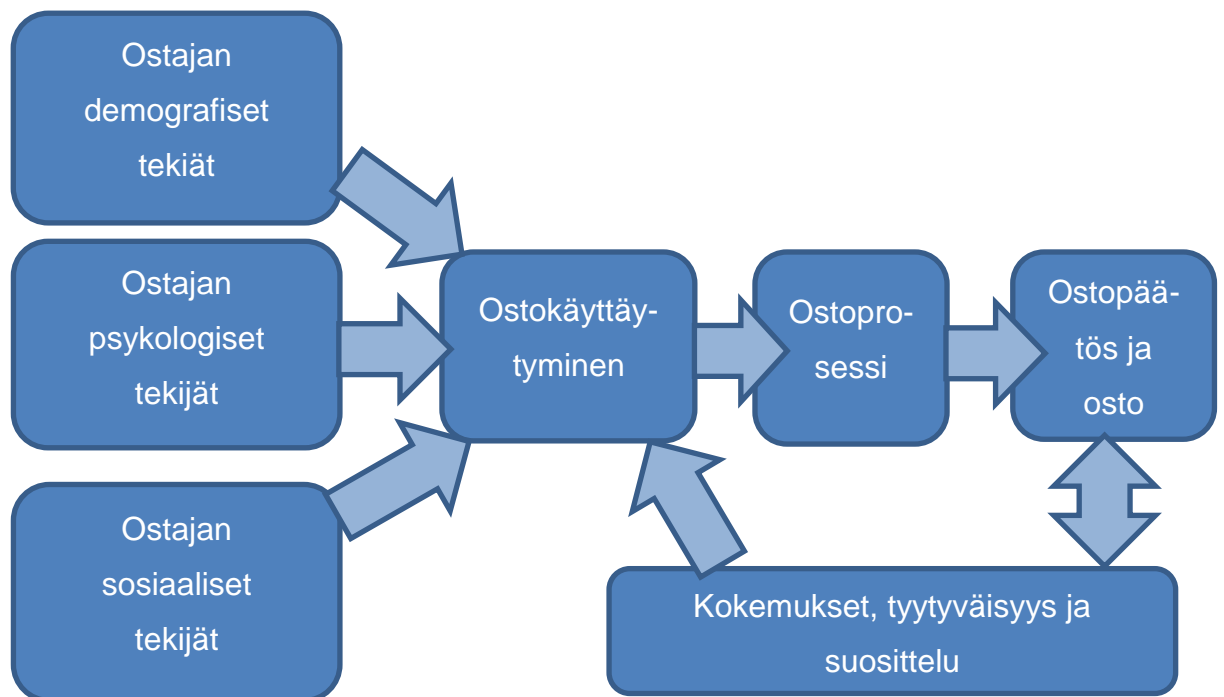 Ostajan
demografiset
tekiät
Ostajan
psykologiset
tekijät
Ostajan
sosiaaliset
tekijät
Ostokäyttäy-
tyminen
Ostopro-
sessi
Ostopää-
tös ja
osto
Kokemukset, tyytyväisyys ja
suosittelu